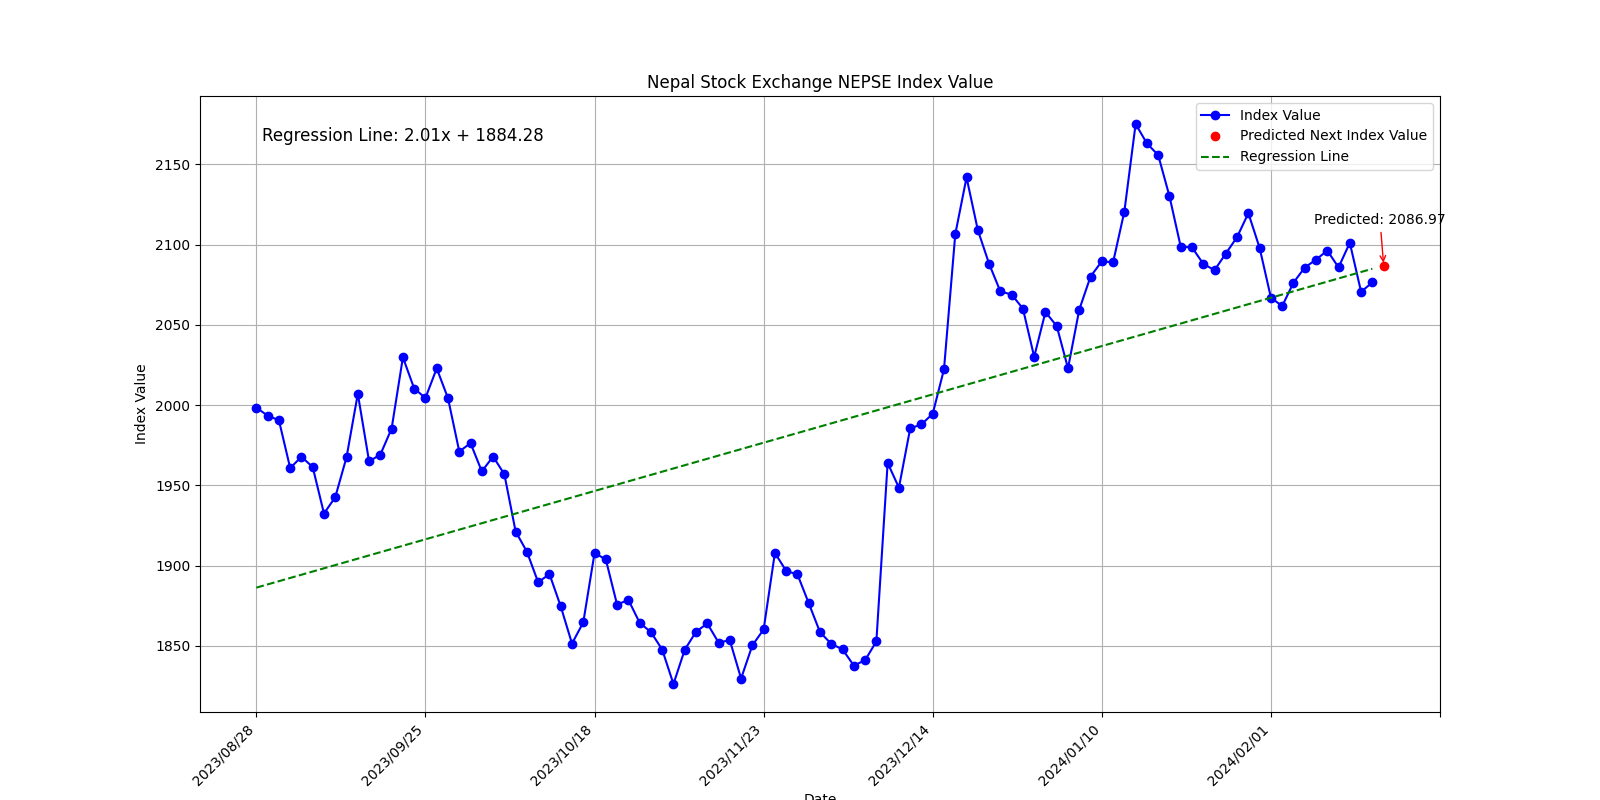 Nepal Stock Exchange NEPSE Index Value
Regression Line: 2.01x + 1884.28
Index Value
Predicted Next Index Value
Regression Line
Predicted: 2086.97
2150
2100
2050
2000
1950
1900
1850
Index Value
2023/08/28
2023/09/25
2023/10/18
2023/11/23
2023/12/14
2024/01/10
2024/02/01
Date